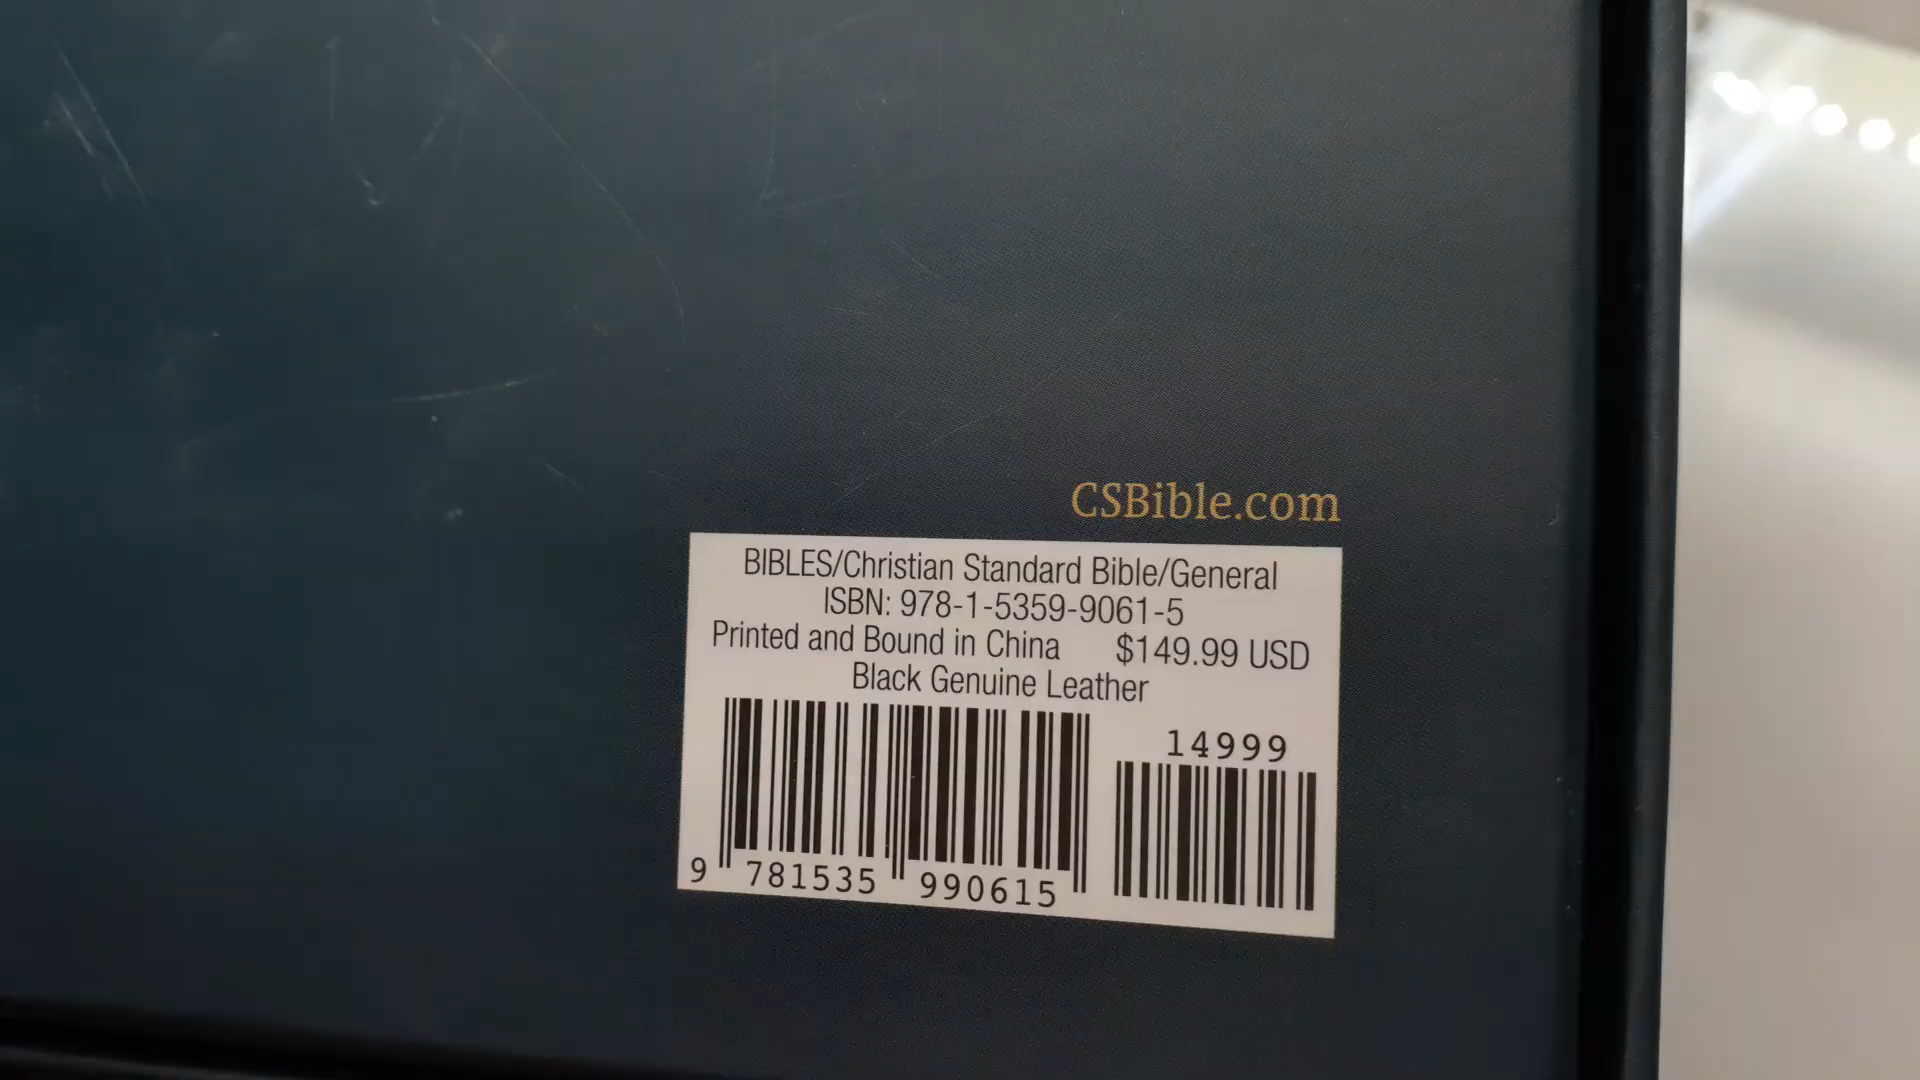 CSBible.com
BIBLES/Christian Standard Bible/General
ISBN: 978-1-5359-9061-5
Printed and Bound in China $149.99 USD
Black Genuine Leather
14999
9 781535 990615